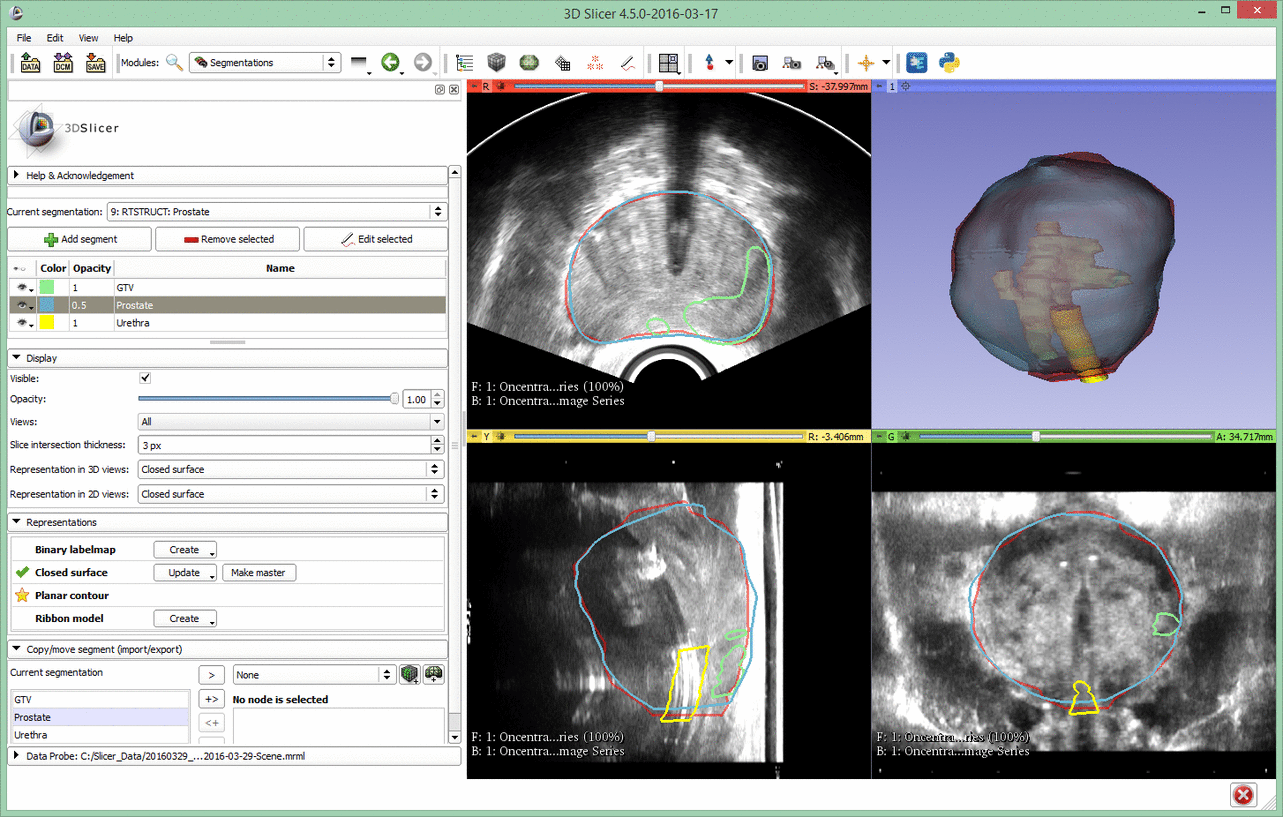 3D Slicer 4.5.0-2016-03-17
File Edit View Help
DATA DCM SAVE Modules: Segmentations
R S: -37.997mm
1
3DSlicer
Help & Acknowledgement
Current segmentation: 9: RTSTRUCT: Prostate
Add segment Remove selected Edit selected
Color Opacity Name
1 GTV
0.5 Prostate
1 Urethra
Display
Visible:
Opacity: 1.00
Views: All
Slice intersection thickness: 3 px
Representation in 3D views: Closed surface
Representation in 2D views: Closed surface
Representations
Binary labelmap Create
Closed surface Update Make master
Planar contour
Ribbon model Create
Copy/move segment (import/export)
Current segmentation > None
GTV +> No node is selected
Prostate
Urethra <+
Data Probe: C:/Slicer_Data/20160329_...2016-03-29-Scene.mrml
F: 1: Oncentra...ries (100%)
B: 1: Oncentra...mage Series
Y R: -3.406mm
G A: 34.717mm
F: 1: Oncentra...ries (100%)
B: 1: Oncentra...mage Series
F: 1: Oncentra...ries (100%)
B: 1: Oncentra...mage Series